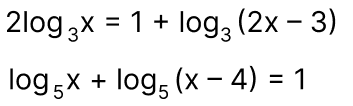 2log₃x = 1 + log₃(2x – 3)
log₅x + log₅(x – 4) = 1